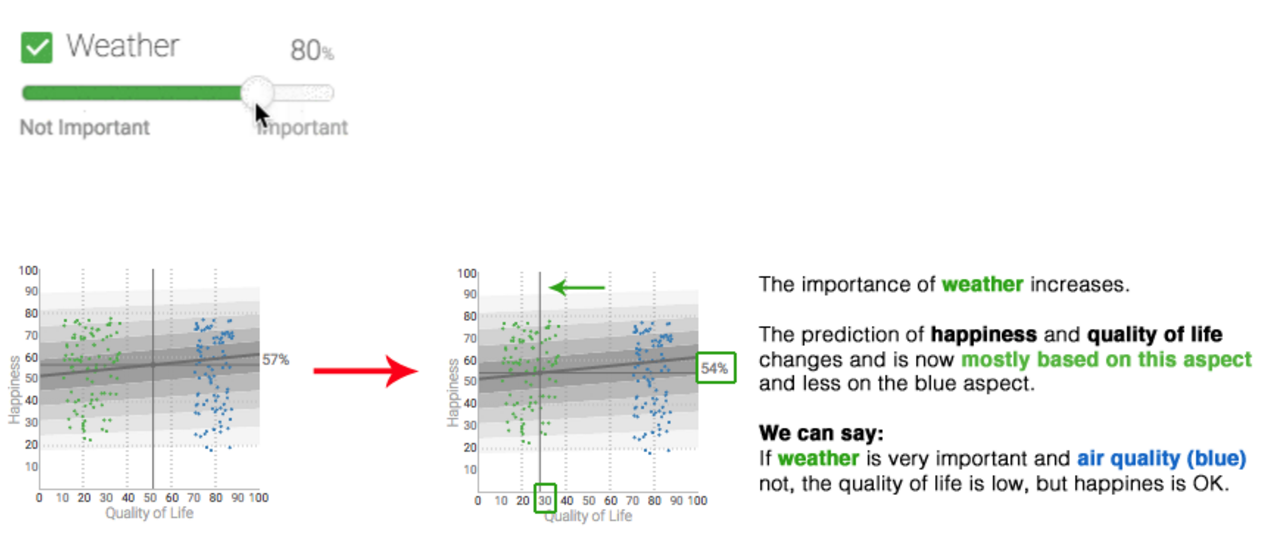 Weather 80%
Not Important Important
100
90
80
70
60
50
40
30
20
10
Happiness
57%
0 10 20 30 40 50 60 70 80 90 100
Quality of Life
100
90
80
70
60
50
40
30
20
10
Happiness
54%
0 10 20 30 40 50 60 70 80 90 100
Quality of Life
The importance of weather increases.
The prediction of happiness and quality of life
changes and is now mostly based on this aspect
and less on the blue aspect.
We can say:
If weather is very important and air quality (blue)
not, the quality of life is low, but happines is OK.